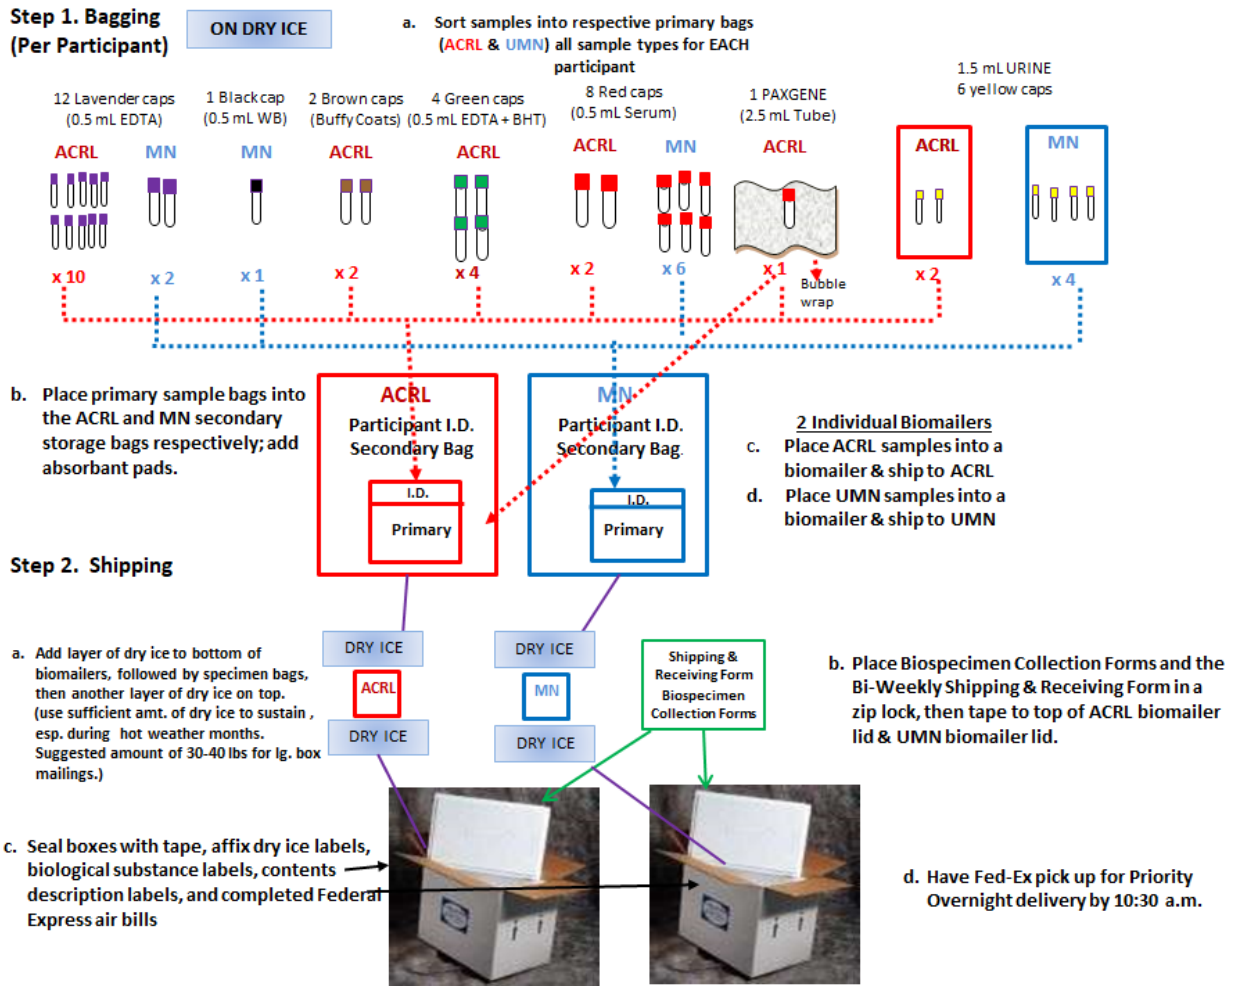 Step 1. Bagging
(Per Participant)
ON DRY ICE
a. Sort samples into respective primary bags
(ACRL & UMN) all sample types for EACH
participant
12 Lavender caps
(0.5 mL EDTA)
1 Black cap
(0.5 mL WB)
2 Brown caps
(Buffy Coats)
4 Green caps
(0.5 mL EDTA + BHT)
8 Red caps
(0.5 mL Serum)
1 PAXGENE
(2.5 mL Tube)
1.5 mL URINE
6 yellow caps
ACRL
MN
MN
ACRL
ACRL
ACRL
MN
ACRL
ACRL
MN
x 10
x 2
x 1
x 2
x 4
x 2
x 6
x 1
Bubble
wrap
x 2
x 4
b. Place primary sample bags into
the ACRL and MN secondary
storage bags respectively; add
absorbant pads.
ACRL
Participant I.D.
Secondary Bag
I.D.
Primary
MN
Participant I.D.
Secondary Bag.
I.D.
Primary
2 Individual Biomailers
c. Place ACRL samples into a
biomailer & ship to ACRL
d. Place UMN samples into a
biomailer & ship to UMN
Step 2. Shipping
a. Add layer of dry ice to bottom of
biomailers, followed by specimen bags,
then another layer of dry ice on top.
(use sufficient amt. of dry ice to sustain ,
esp. during hot weather months.
Suggested amount of 30-40 lbs for lg. box
mailings.)
DRY ICE
ACRL
DRY ICE
DRY ICE
MN
DRY ICE
Shipping &
Receiving Form
Biospecimen
Collection Forms
b. Place Biospecimen Collection Forms and the
Bi-Weekly Shipping & Receiving Form in a
zip lock, then tape to top of ACRL biomailer
lid & UMN biomailer lid.
c. Seal boxes with tape, affix dry ice labels,
biological substance labels, contents
description labels, and completed Federal
Express air bills
d. Have Fed-Ex pick up for Priority
Overnight delivery by 10:30 a.m.